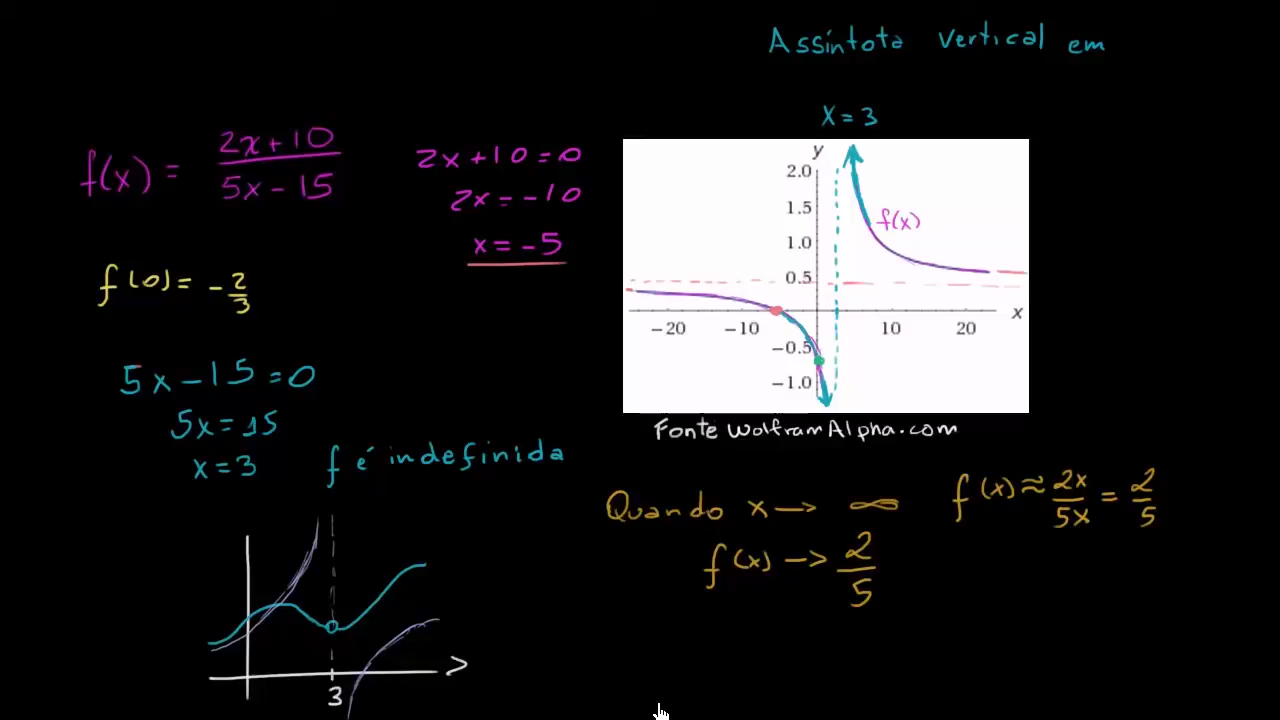 Assíntota vertical em
x = 3
f(x) = 2x+10 / 5x-15
2x+10=0
2x=-10
x=-5
f(0) = -2/3
5x-15=0
5x=15
x=3
f é indefinida
3
y
2.0
1.5
1.0
0.5
-0.5
-1.0
-20 -10 10 20
x
f(x)
Fonte WolframAlpha.com
Quando x → ∞ f(x) ≈ 2x/5x = 2/5
f(x) → 2/5